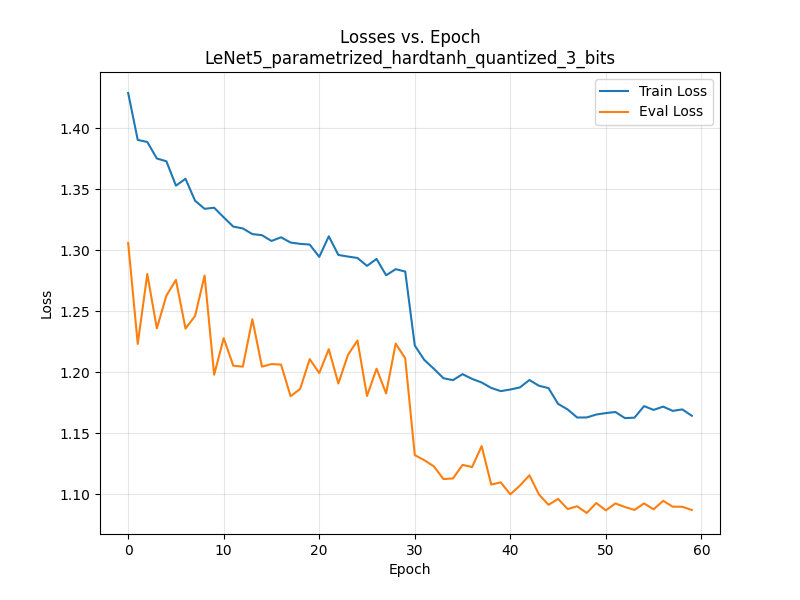 Losses vs. Epoch
LeNet5_parametrized_hardtanh_quantized_3_bits
Train Loss
Eval Loss
Loss
1.40
1.35
1.30
1.25
1.20
1.15
1.10
0 10 20 30 40 50 60
Epoch